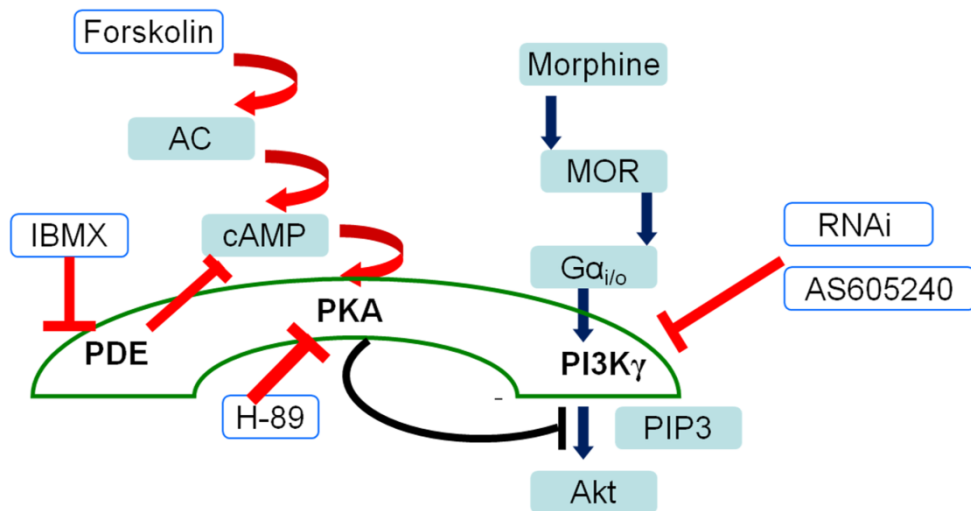 Forskolin
Morphine
AC
MOR
IBMX
cAMP
RNAi
Gαi/o
AS605240
PKA
PDE
PI3Kγ
H-89
-
PIP3
Akt